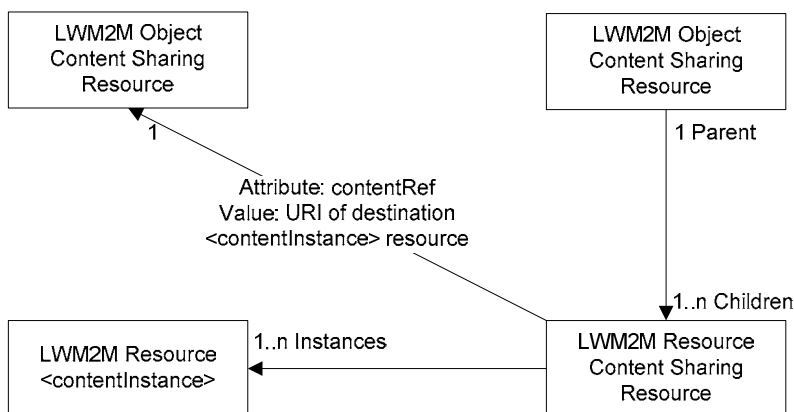 LWM2M Object
Content Sharing
Resource
LWM2M Object
Content Sharing
Resource
1
1 Parent
Attribute: contentRef
Value: URI of destination
<contentInstance> resource
1..n Children
LWM2M Resource
<contentInstance>
1..n Instances
LWM2M Resource
Content Sharing
Resource